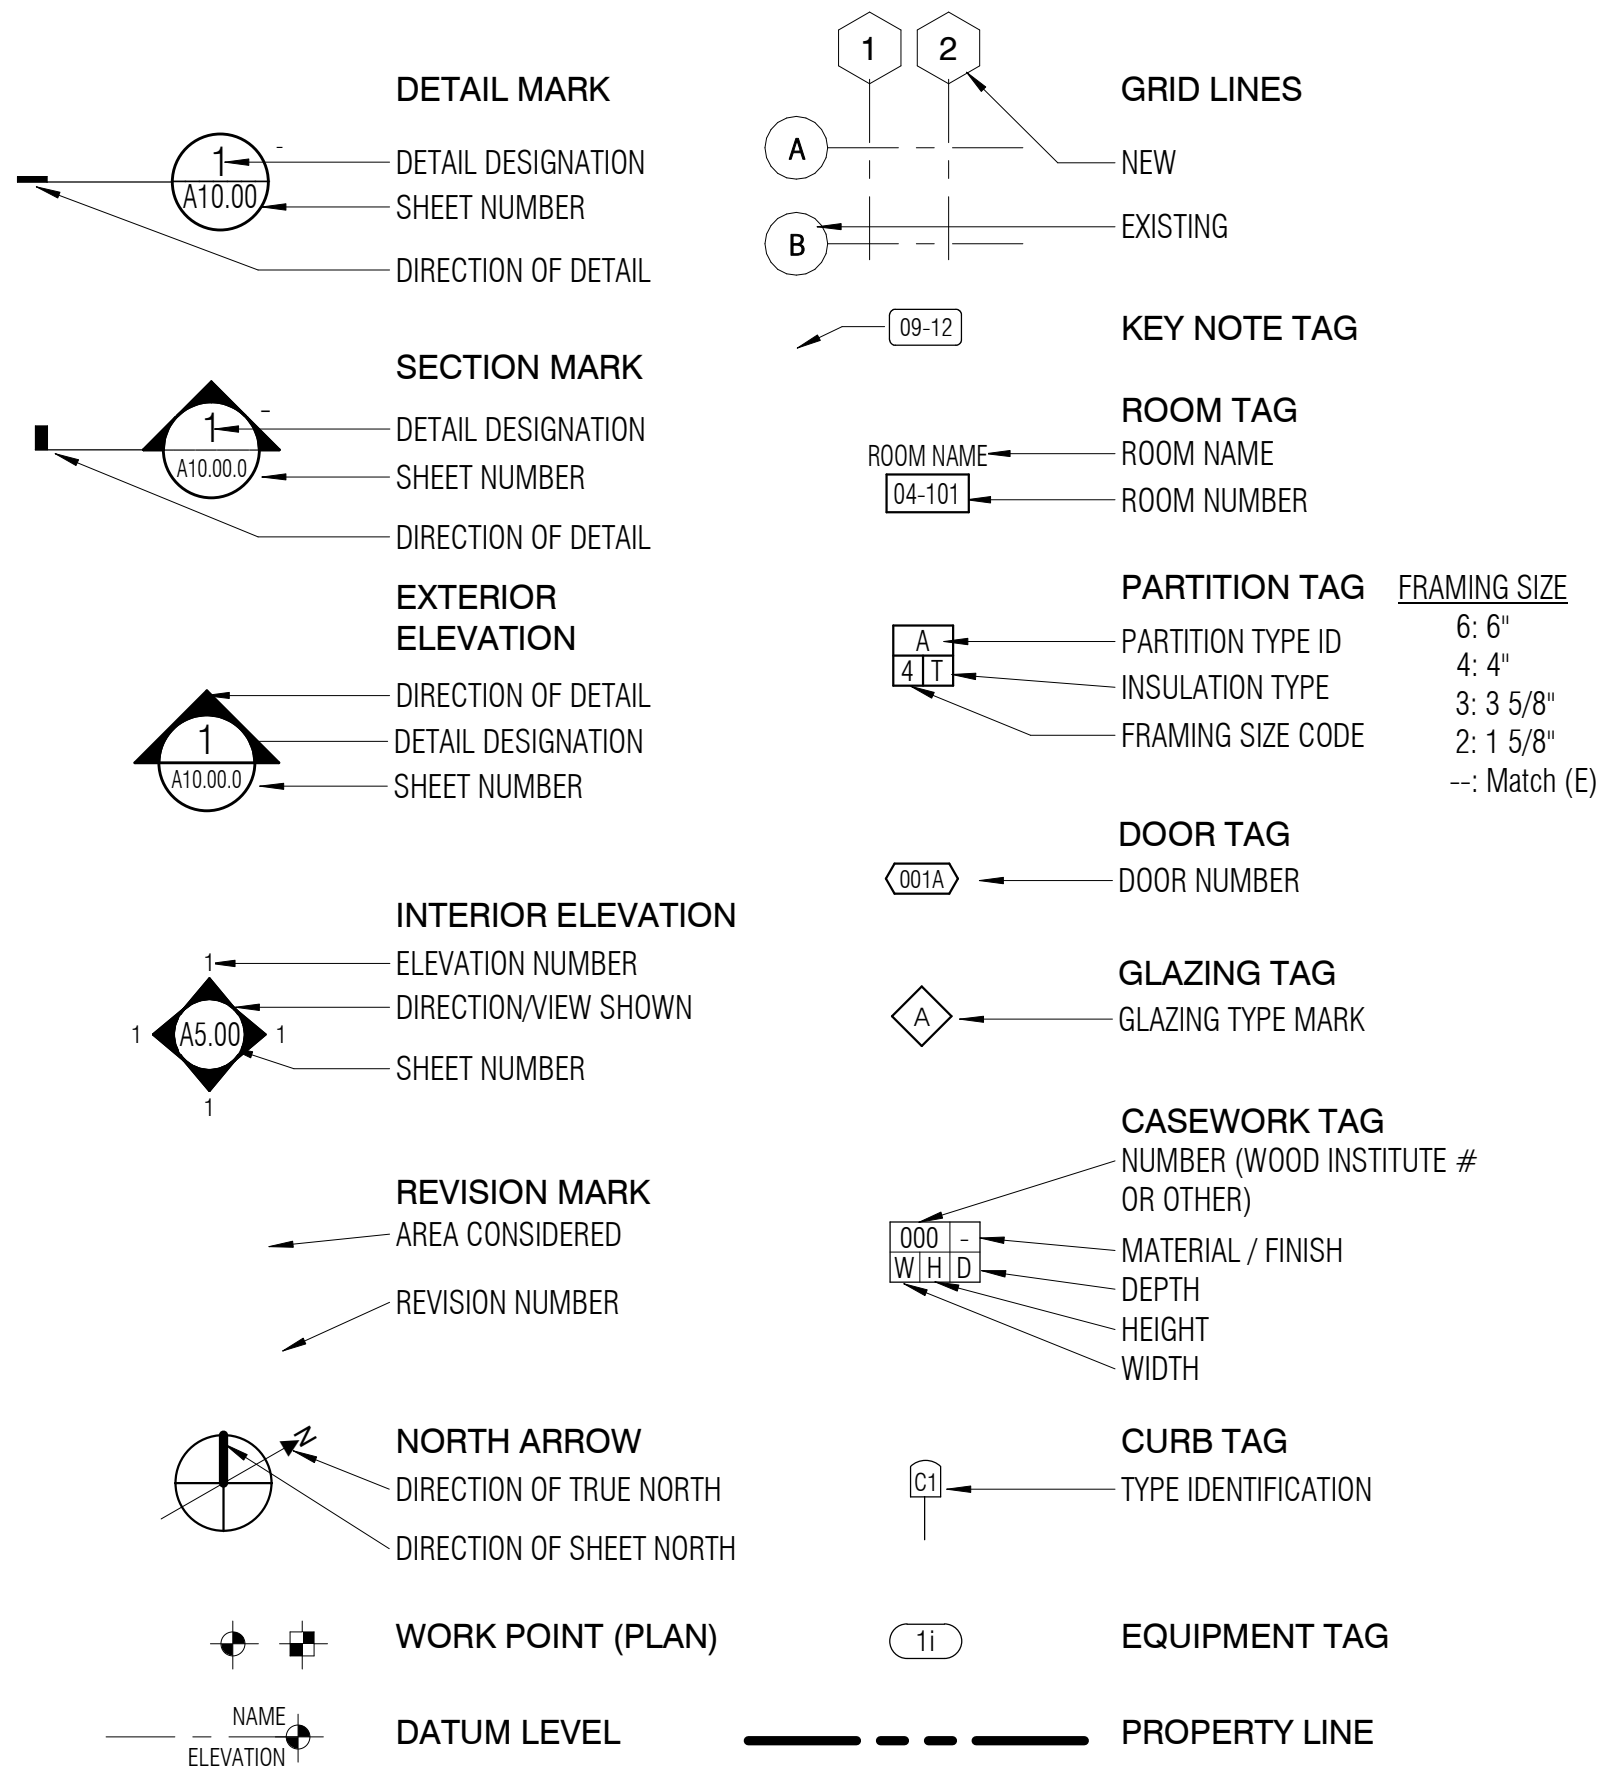 DETAIL MARK
1
-
DETAIL DESIGNATION
A10.00
SHEET NUMBER
DIRECTION OF DETAIL
SECTION MARK
1
-
DETAIL DESIGNATION
A10.00.0
SHEET NUMBER
DIRECTION OF DETAIL
EXTERIOR
ELEVATION
DIRECTION OF DETAIL
1
DETAIL DESIGNATION
A10.00.0
SHEET NUMBER
INTERIOR ELEVATION
1
ELEVATION NUMBER
DIRECTION/VIEW SHOWN
1 A5.00 1
SHEET NUMBER
1
REVISION MARK
AREA CONSIDERED
REVISION NUMBER
N
NORTH ARROW
DIRECTION OF TRUE NORTH
DIRECTION OF SHEET NORTH
WORK POINT (PLAN)
NAME
ELEVATION
DATUM LEVEL
1 2
GRID LINES
A
NEW
B
EXISTING
09-12
KEY NOTE TAG
ROOM TAG
ROOM NAME
ROOM NAME
04-101
ROOM NUMBER
PARTITION TAG
A
PARTITION TYPE ID
4 T
INSULATION TYPE
FRAMING SIZE CODE
FRAMING SIZE
6: 6"
4: 4"
3: 3 5/8"
2: 1 5/8"
--: Match (E)
DOOR TAG
001A
DOOR NUMBER
GLAZING TAG
A
GLAZING TYPE MARK
CASEWORK TAG
NUMBER (WOOD INSTITUTE #
OR OTHER)
000 -
MATERIAL / FINISH
W H D
DEPTH
HEIGHT
WIDTH
CURB TAG
C1
TYPE IDENTIFICATION
1i
EQUIPMENT TAG
PROPERTY LINE